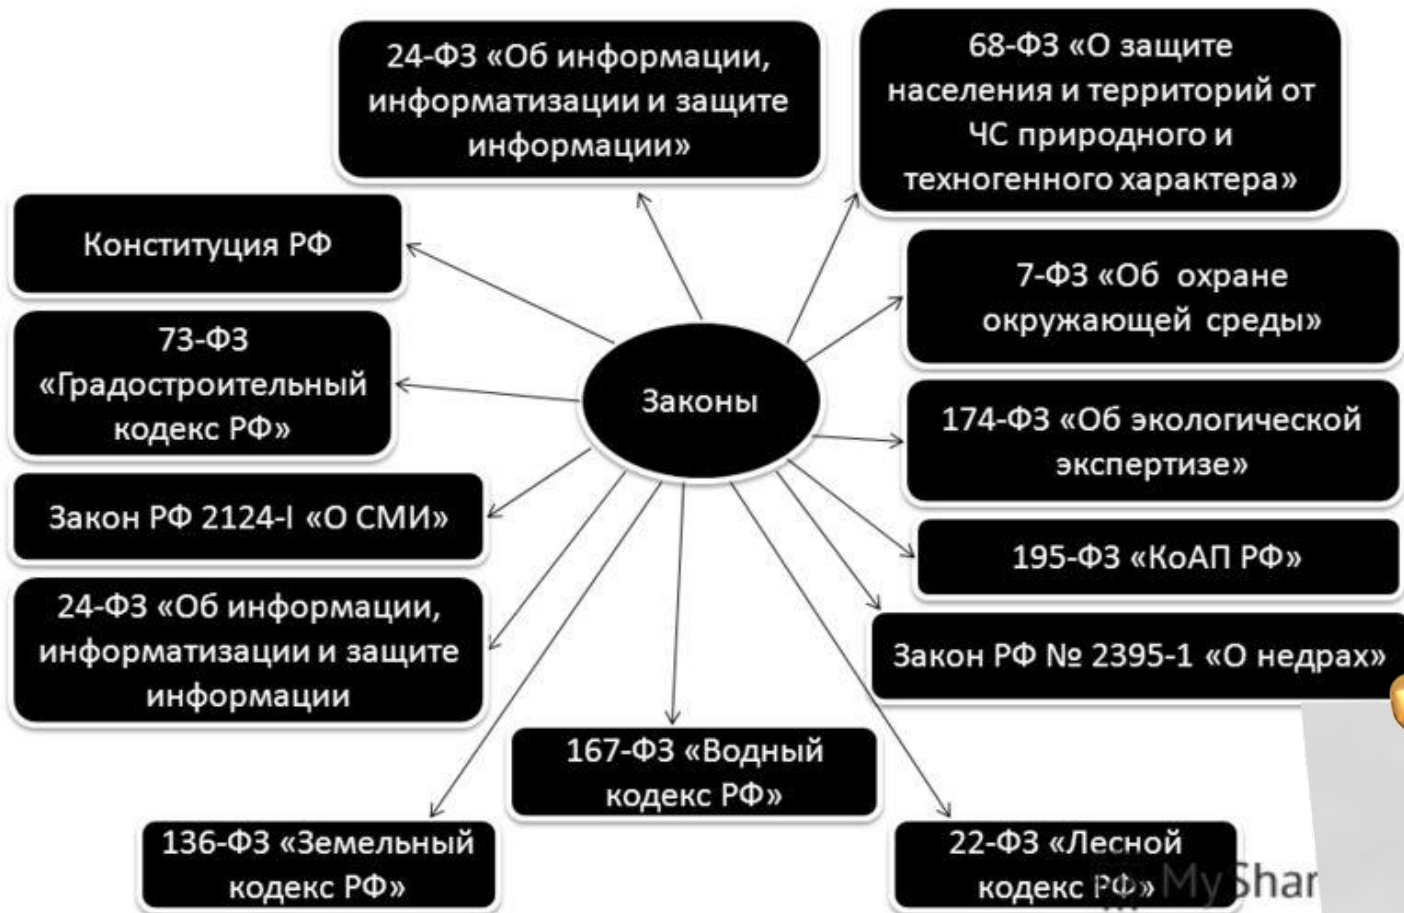 24-ФЗ «Об информации,
информатизации и защите
информации»
68-ФЗ «О защите
населения и территорий от
ЧС природного и
техногенного характера»
Конституция РФ
7-ФЗ «Об охране
окружающей среды»
73-ФЗ
«Градостроительный
кодекс РФ»
Законы
174-ФЗ «Об экологической
экспертизе»
Закон РФ 2124-I «О СМИ»
195-ФЗ «КоАП РФ»
24-ФЗ «Об информации,
информатизации и защите
информации
Закон РФ № 2395-1 «О недрах»
167-ФЗ «Водный
кодекс РФ»
136-ФЗ «Земельный
кодекс РФ»
22-ФЗ «Лесной
кодекс РФ»
MyShar